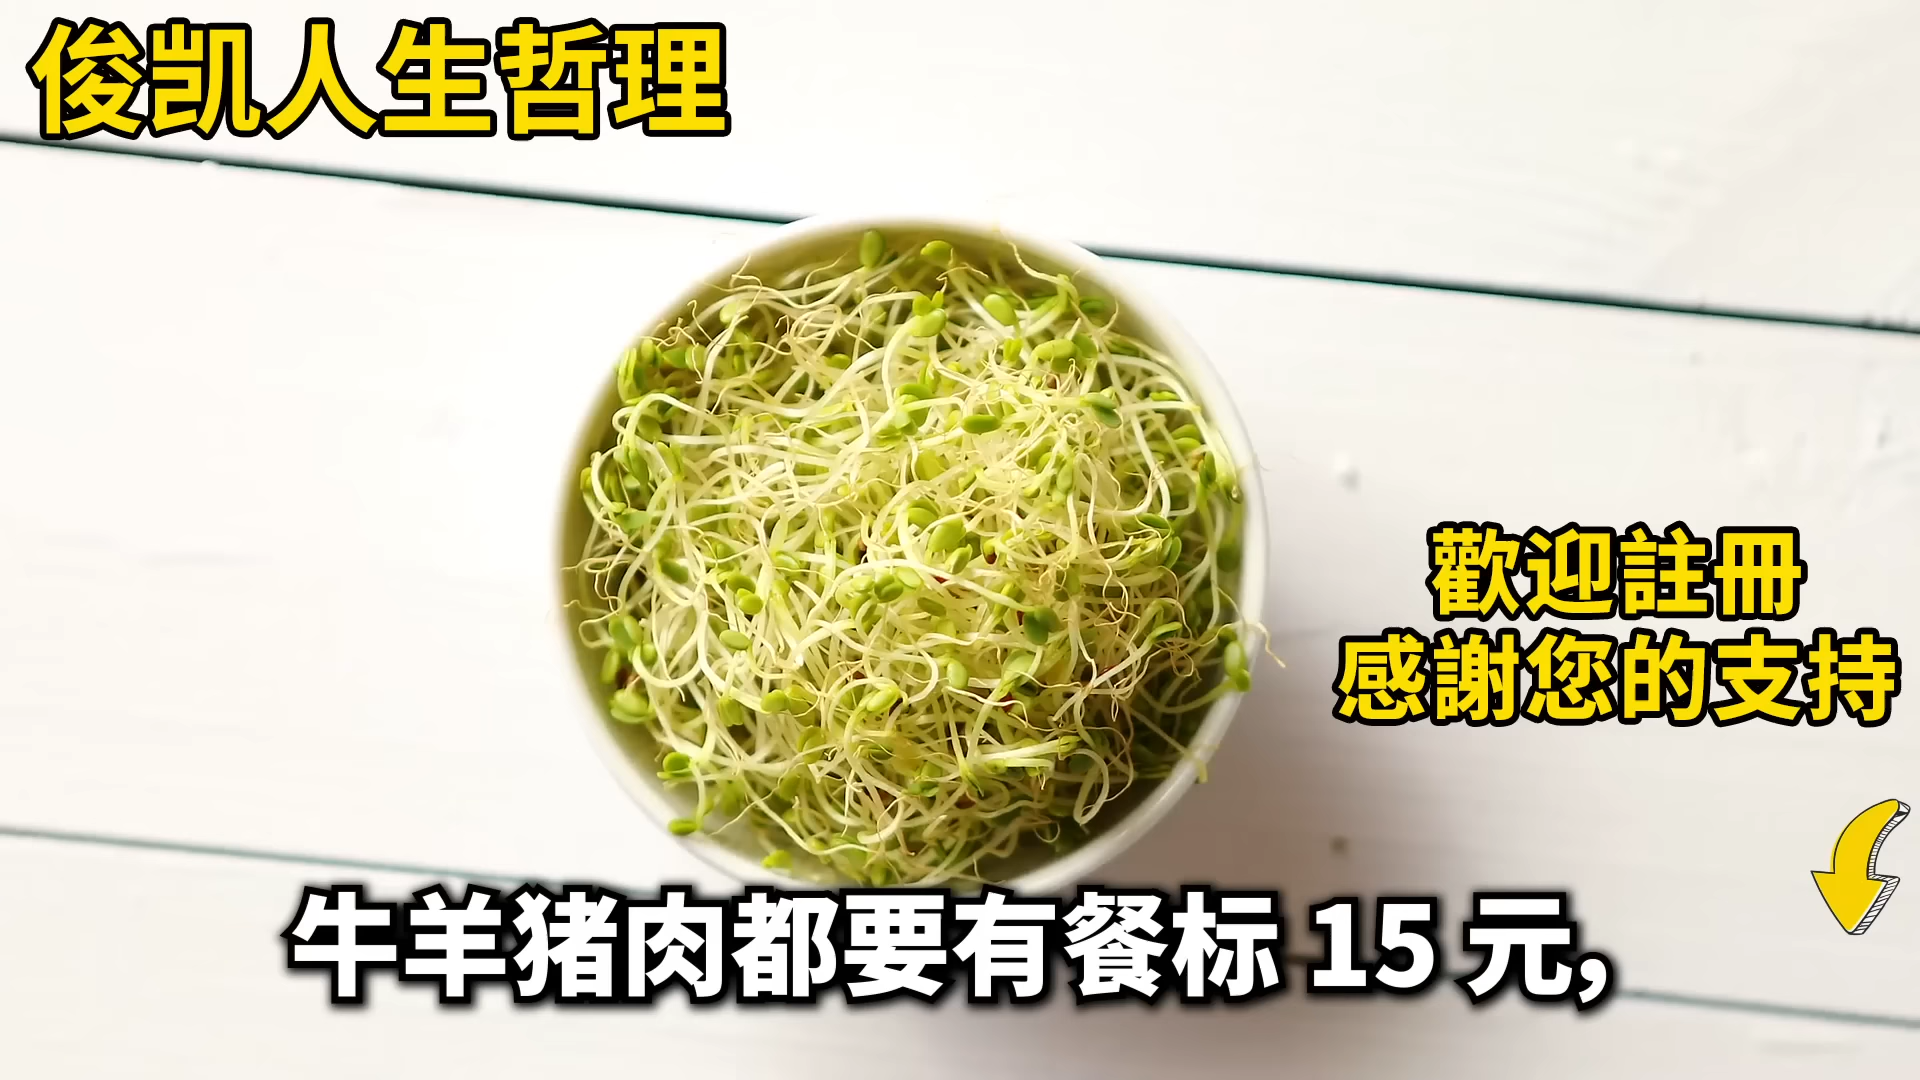 俊凯人生哲理
歡迎註冊
感謝您的支持
牛羊猪肉都要有餐标 15 元,